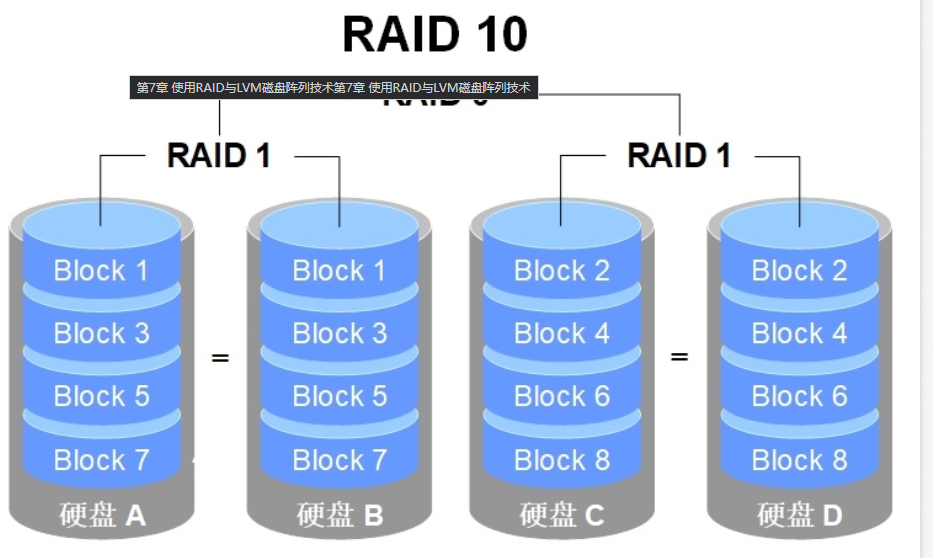 RAID 10
第7章 使用RAID与LVM磁盘阵列技术第7章 使用RAID与LVM磁盘阵列技术
RAID 1 RAID 1
Block 1 Block 1 Block 2 Block 2
Block 3 Block 3 Block 4 Block 4
= =
Block 5 Block 5 Block 6 Block 6
Block 7 Block 7 Block 8 Block 8
硬盘 A 硬盘 B 硬盘 C 硬盘 D